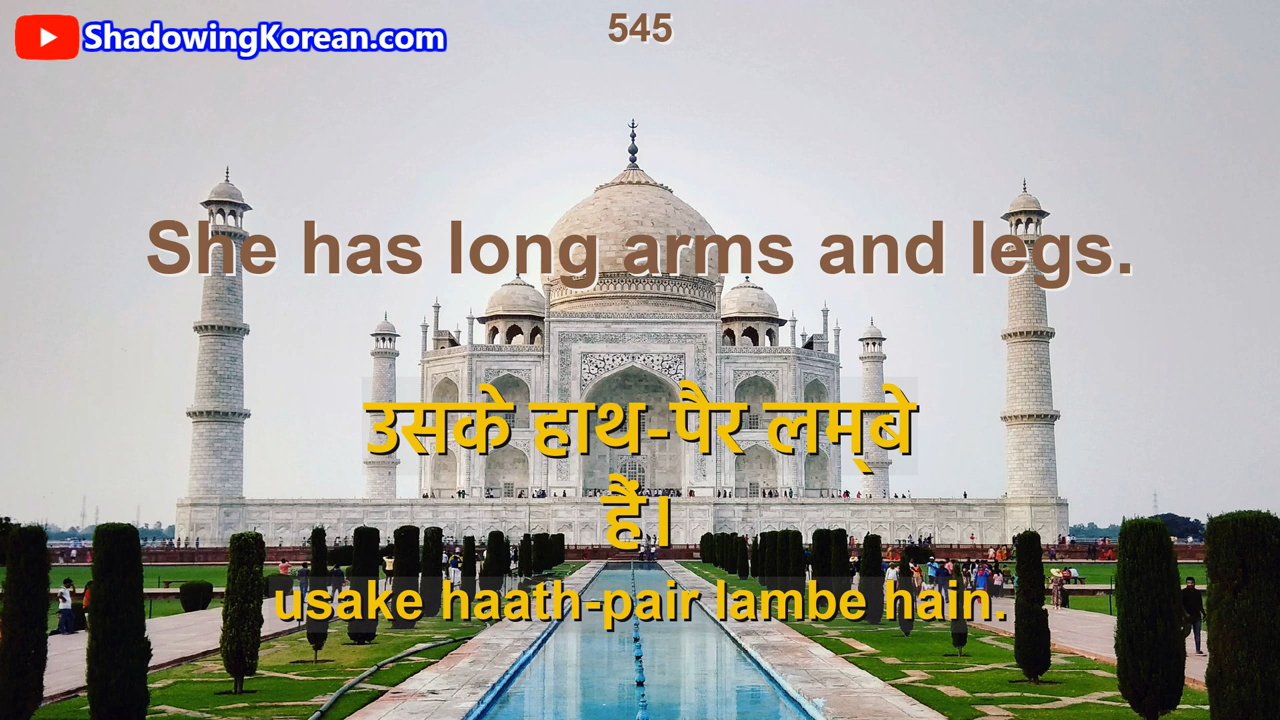 ShadowingKorean.com
545
She has long arms and legs.
उसके हाथ-पैर लम्‌बे
हैं।
usake haath-pair lambe hain.